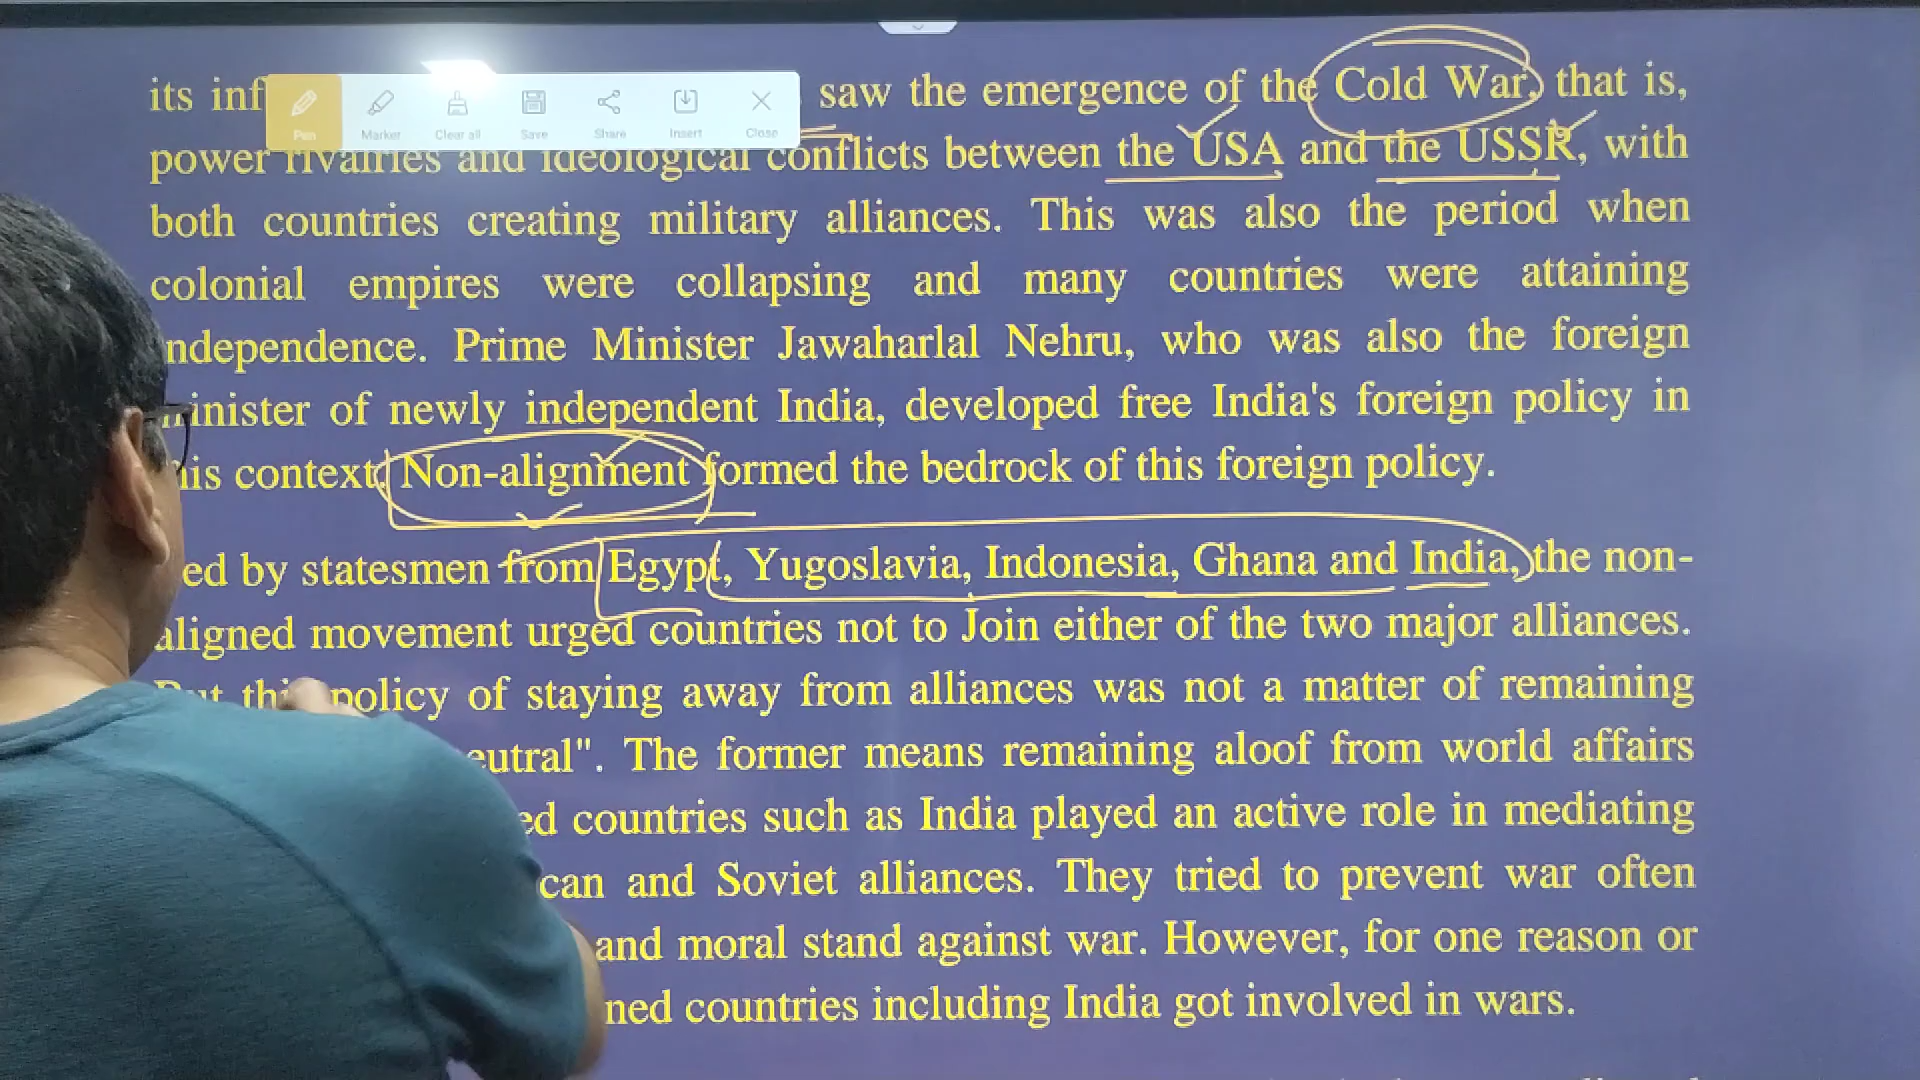 its inf saw the emergence of the Cold War, that is,
Pen Marker Clear all Save Share Insert Close
power rivalries and ideological conflicts between the USA and the USSR, with
both countries creating military alliances. This was also the period when
colonial empires were collapsing and many countries were attaining
ndependence. Prime Minister Jawaharlal Nehru, who was also the foreign
inister of newly independent India, developed free India's foreign policy in
his context. Non-alignment formed the bedrock of this foreign policy.
ed by statesmen from Egypt, Yugoslavia, Indonesia, Ghana and India, the non-
aligned movement urged countries not to Join either of the two major alliances.
But this policy of staying away from alliances was not a matter of remaining
eutral". The former means remaining aloof from world affairs
ed countries such as India played an active role in mediating
can and Soviet alliances. They tried to prevent war often
and moral stand against war. However, for one reason or
ned countries including India got involved in wars.